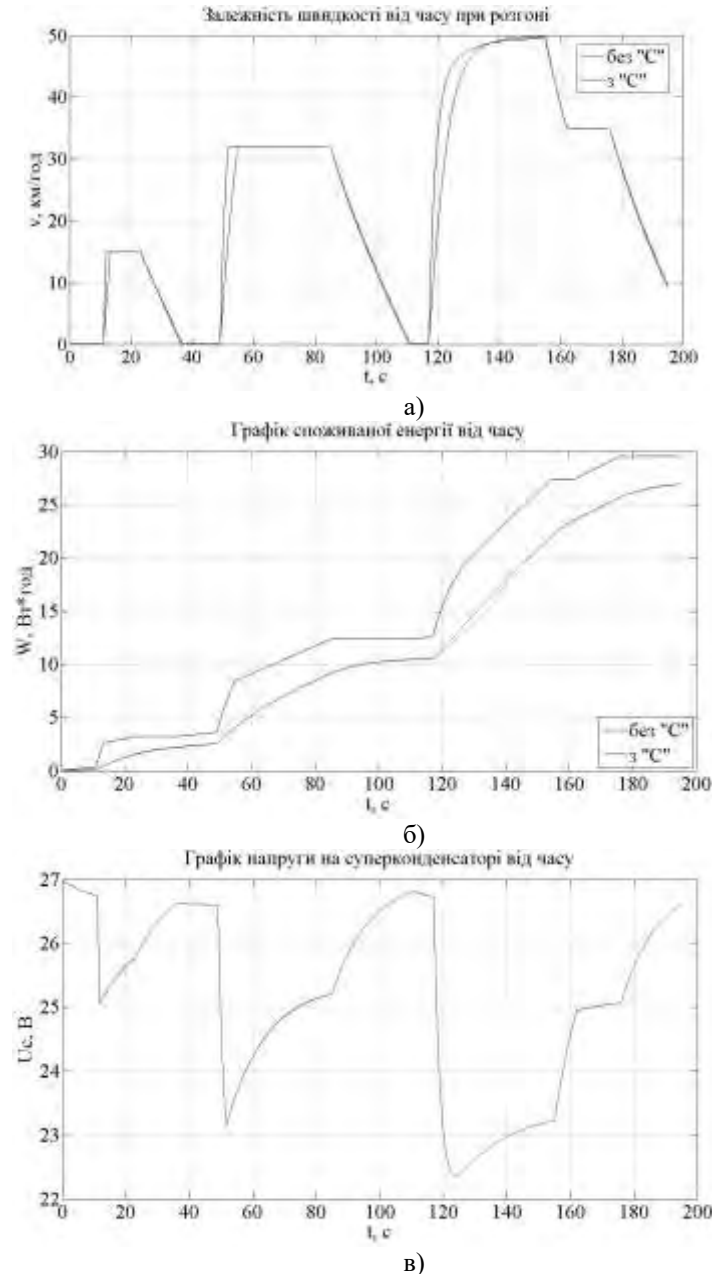 Залежність швидкості від часу при розгоні
50
40
30
20
10
0
v, км/год
без "С"
з "С"
0 20 40 60 80 100 120 140 160 180 200
t, с
а)
Графік споживаної енергії від часу
30
25
20
15
10
5
0
W, Вт*год
без "С"
з "С"
0 20 40 60 80 100 120 140 160 180 200
t, с
б)
Графік напруги на суперконденсаторі від часу
27
26
25
24
23
22
Uc, В
0 20 40 60 80 100 120 140 160 180 200
t, с
в)